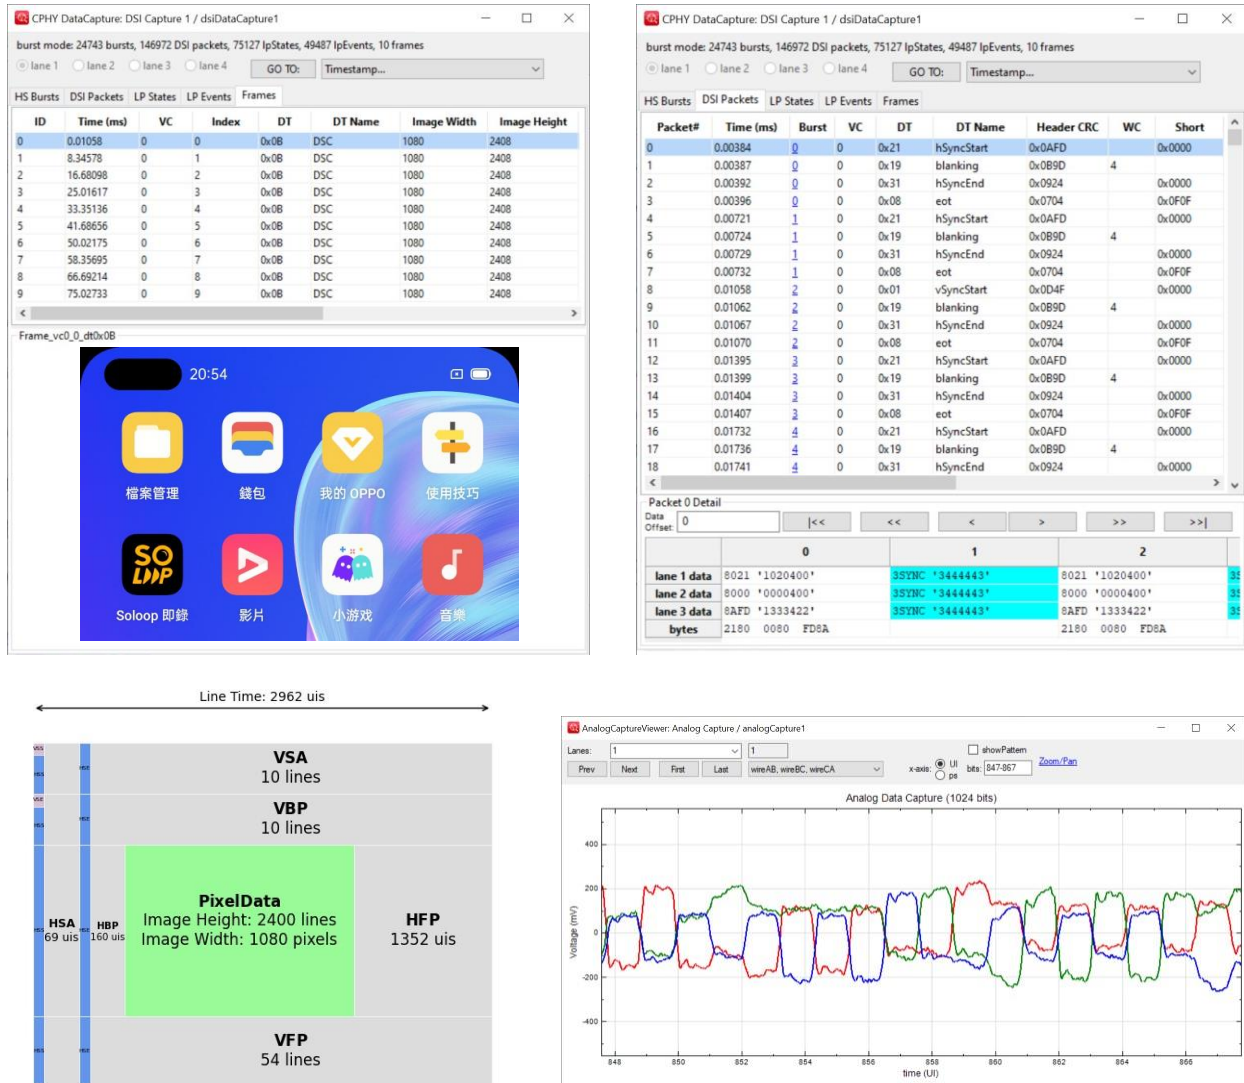 CPHY DataCapture: DSI Capture 1 / dsiDataCapture1
burst mode: 24743 bursts, 146972 DSI packets, 75127 lpStates, 49487 lpEvents, 10 frames
lane 1 lane 2 lane 3 lane 4 GO TO: Timestamp...
HS Bursts DSI Packets LP States LP Events Frames
ID Time (ms) VC Index DT DT Name Image Width Image Height
0 0.01058 0 0 0x0B DSC 1080 2408
1 8.34578 0 1 0x0B DSC 1080 2408
2 16.68098 0 2 0x0B DSC 1080 2408
3 25.01617 0 3 0x0B DSC 1080 2408
4 33.35136 0 4 0x0B DSC 1080 2408
5 41.68656 0 5 0x0B DSC 1080 2408
6 50.02175 0 6 0x0B DSC 1080 2408
7 58.35695 0 7 0x0B DSC 1080 2408
8 66.69214 0 8 0x0B DSC 1080 2408
9 75.02733 0 9 0x0B DSC 1080 2408
Frame_vc0_0_dt0x0B
20:54
檔案管理 錢包 我的 OPPO 使用技巧
SO
LOOP
Soloop 即錄 影片 小游戏 音樂
CPHY DataCapture: DSI Capture 1 / dsiDataCapture1
burst mode: 24743 bursts, 146972 DSI packets, 75127 lpStates, 49487 lpEvents, 10 frames
lane 1 lane 2 lane 3 lane 4 GO TO: Timestamp...
HS Bursts DSI Packets LP States LP Events Frames
Packet# Time (ms) Burst VC DT DT Name Header CRC WC Short
0 0.00384 0 0 0x21 hSyncStart 0x0AFD 0x0000
1 0.00387 0 0 0x19 blanking 0x0B9D 4
2 0.00392 0 0 0x31 hSyncEnd 0x0924 0x0000
3 0.00396 0 0 0x08 eot 0x0704 0x0F0F
4 0.00721 1 0 0x21 hSyncStart 0x0AFD 0x0000
5 0.00724 1 0 0x19 blanking 0x0B9D 4
6 0.00729 1 0 0x31 hSyncEnd 0x0924 0x0000
7 0.00732 1 0 0x08 eot 0x0704 0x0F0F
8 0.01058 2 0 0x01 vSyncStart 0x0D4F 0x0000
9 0.01062 2 0 0x19 blanking 0x0B9D 4
10 0.01067 2 0 0x31 hSyncEnd 0x0924 0x0000
11 0.01070 2 0 0x08 eot 0x0704 0x0F0F
12 0.01395 3 0 0x21 hSyncStart 0x0AFD 0x0000
13 0.01399 3 0 0x19 blanking 0x0B9D 4
14 0.01404 3 0 0x31 hSyncEnd 0x0924 0x0000
15 0.01407 3 0 0x08 eot 0x0704 0x0F0F
16 0.01732 4 0 0x21 hSyncStart 0x0AFD 0x0000
17 0.01736 4 0 0x19 blanking 0x0B9D 4
18 0.01741 4 0 0x31 hSyncEnd 0x0924 0x0000
Packet 0 Detail
Data Offset: 0 |<< << < > >> >>|
0 1 2
lane 1 data 8021 '1020400' 3SYNC '3444443' 8021 '1020400' 3S
lane 2 data 8000 '0000400' 3SYNC '3444443' 8000 '0000400' 3S
lane 3 data 8AFD '1333422' 3SYNC '3444443' 8AFD '1333422' 3S
bytes 2180 0080 FD8A 2180 0080 FD8A
Line Time: 2962 uis
VSS
HSS HSE
VSA
10 lines
VSE
HSS HSE
VBP
10 lines
HSS HSE
HSA
69 uis
HBP
160 uis
PixelData
Image Height: 2400 lines
Image Width: 1080 pixels
HFP
1352 uis
HSS HSE
VFP
54 lines
AnalogCaptureViewer: Analog Capture / analogCapture1
Lanes: 1 1 showPattern
Prev Next First Last wireAB, wireBC, wireCA x-axis: UI ps bits: 847-867 Zoom/Pan
Analog Data Capture (1024 bits)
Voltage (mV)
400
200
0
-200
-400
848 850 852 854 856 858 860 862 864 866
time (UI)